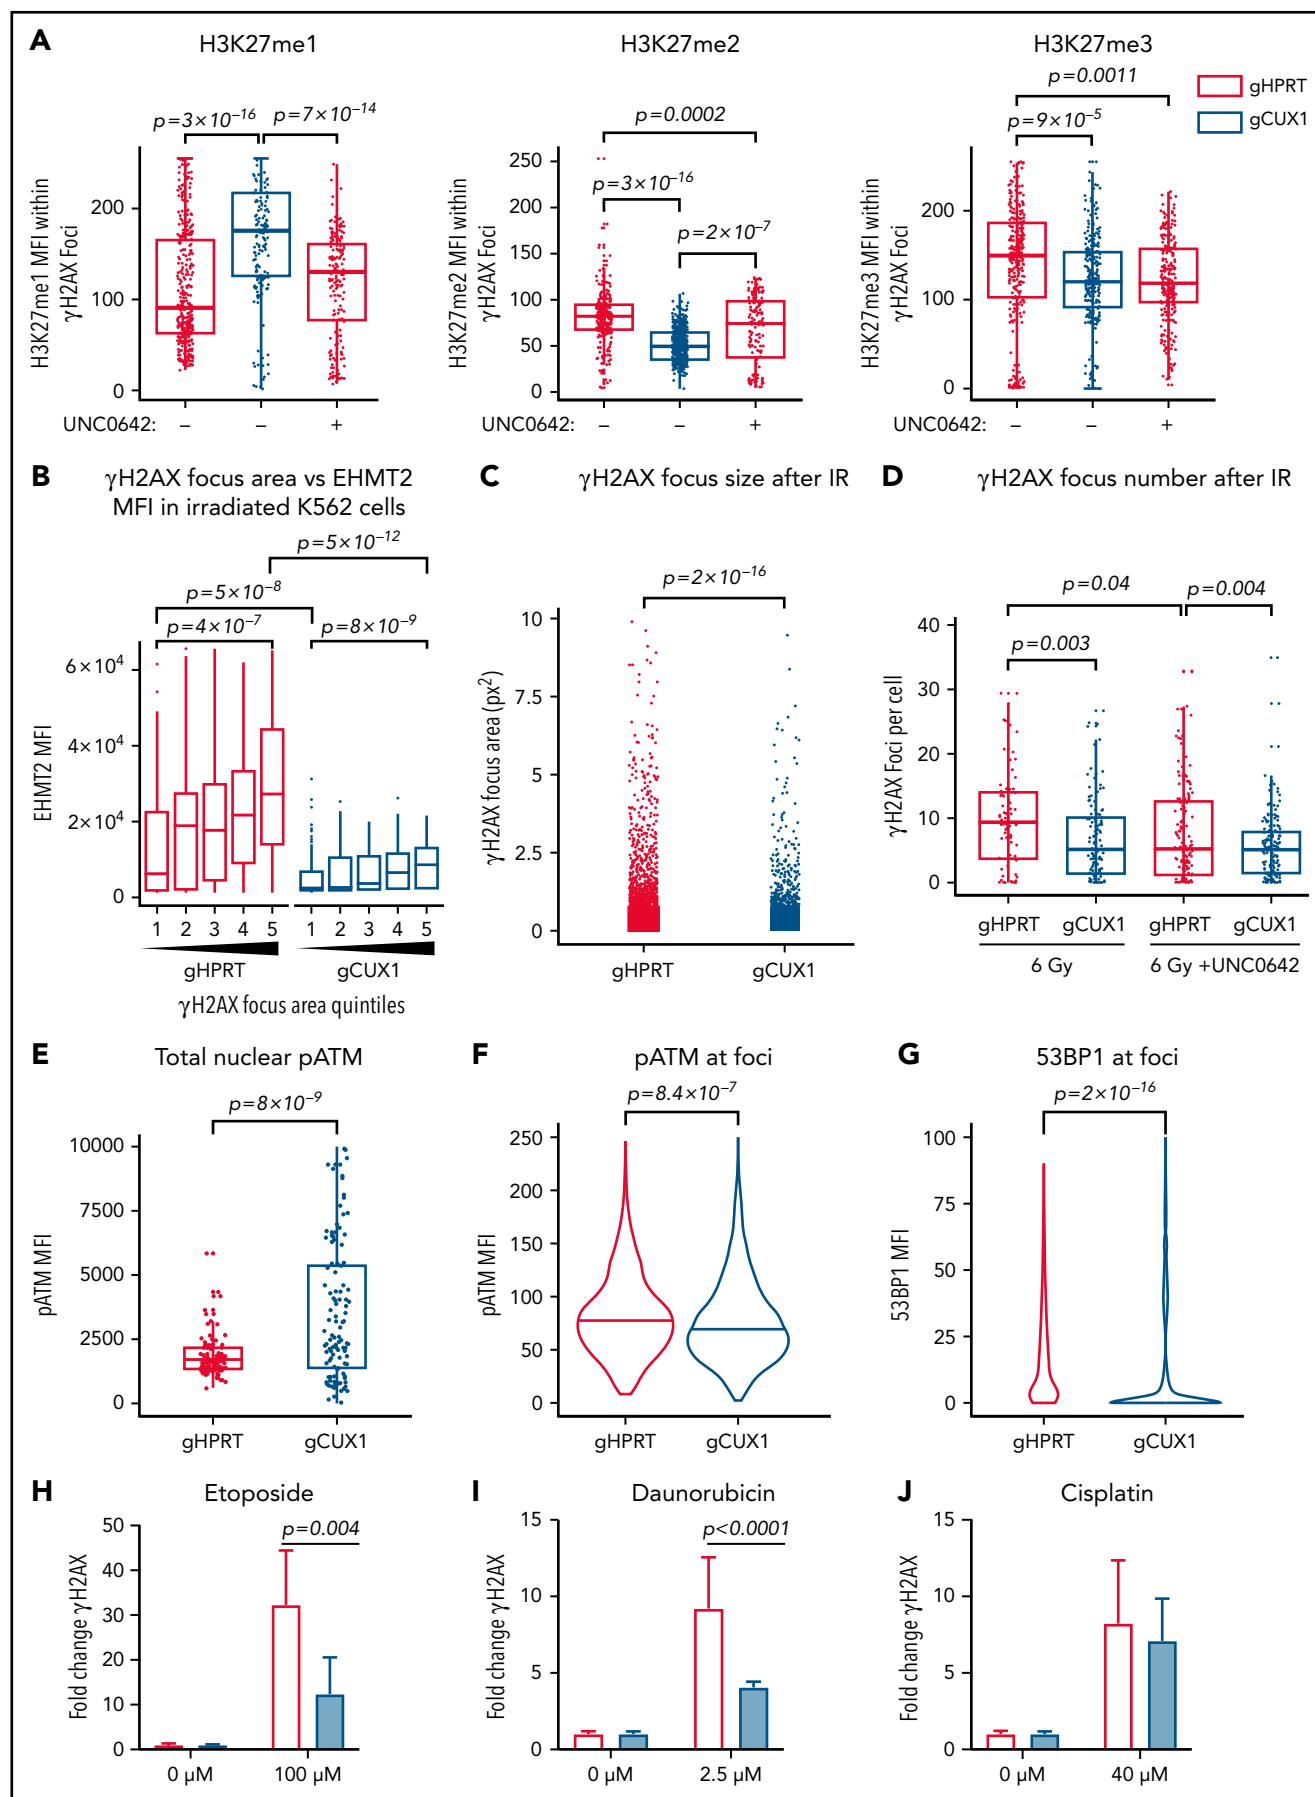 A
H3K27me1
H3K27me2
H3K27me3
gHPRT
gCUX1
p=3×10⁻¹⁶
p=7×10⁻¹⁴
H3K27me1 MFI within
γH2AX Foci
200
100
0
UNC0642: – – +
p=0.0002
p=3×10⁻¹⁶
p=2×10⁻⁷
H3K27me2 MFI within
γH2AX Foci
250
200
150
100
50
0
UNC0642: – – +
p=0.0011
p=9×10⁻⁵
H3K27me3 MFI within
γH2AX Foci
200
100
0
UNC0642: – – +
B
γH2AX focus area vs EHMT2
MFI in irradiated K562 cells
p=5×10⁻¹²
p=5×10⁻⁸
p=4×10⁻⁷
p=8×10⁻⁹
EHMT2 MFI
6×10⁴
4×10⁴
2×10⁴
0
1 2 3 4 5 1 2 3 4 5
gHPRT gCUX1
γH2AX focus area quintiles
C
γH2AX focus size after IR
p=2×10⁻¹⁶
γH2AX focus area (px²)
10
7.5
5
2.5
0
gHPRT gCUX1
D
γH2AX focus number after IR
p=0.04
p=0.004
p=0.003
γH2AX Foci per cell
40
30
20
10
0
gHPRT gCUX1 gHPRT gCUX1
6 Gy 6 Gy +UNC0642
E
Total nuclear pATM
p=8×10⁻⁹
pATM MFI
10000
7500
5000
2500
0
gHPRT gCUX1
F
pATM at foci
p=8.4×10⁻⁷
pATM MFI
250
200
150
100
50
0
gHPRT gCUX1
G
53BP1 at foci
p=2×10⁻¹⁶
53BP1 MFI
100
75
50
25
0
gHPRT gCUX1
H
Etoposide
p=0.004
Fold change γH2AX
50
40
30
20
10
0
0 µM 100 µM
I
Daunorubicin
p<0.0001
Fold change γH2AX
15
10
5
0
0 µM 2.5 µM
J
Cisplatin
Fold change γH2AX
15
10
5
0
0 µM 40 µM